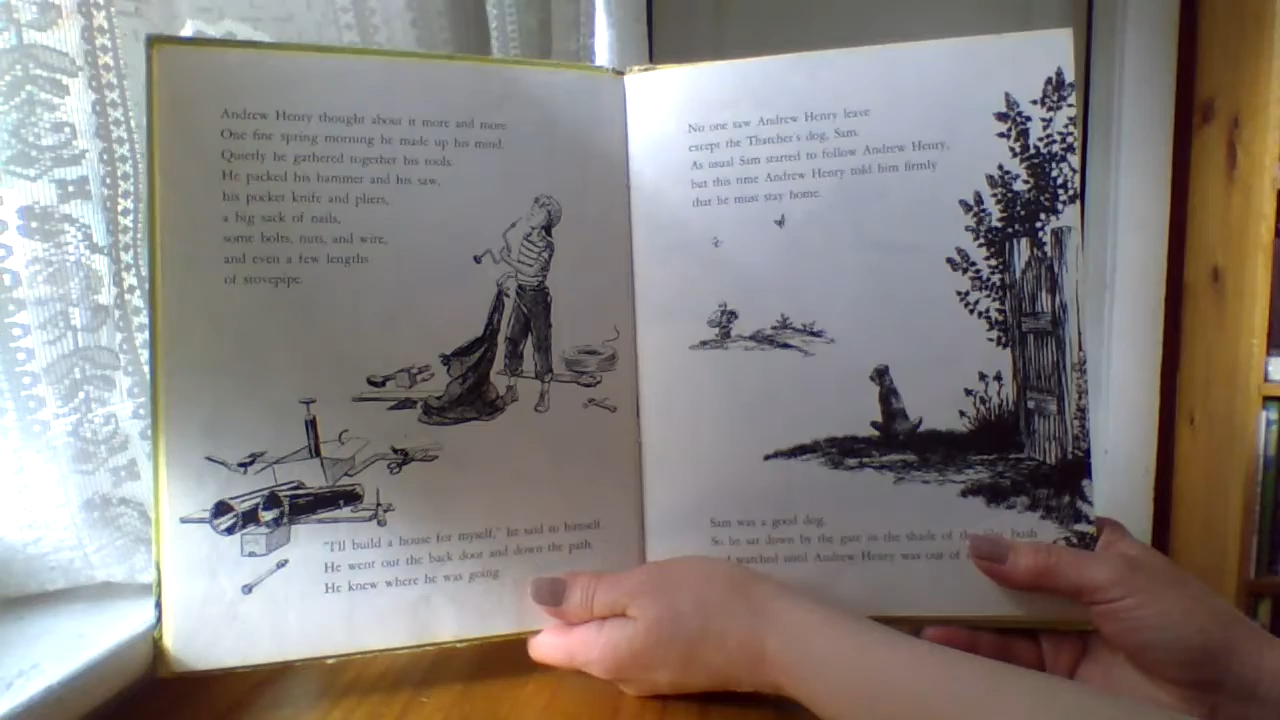 Andrew Henry thought about it more and more.
One fine spring morning he made up his mind.
Quietly he gathered together his tools.
He packed his hammer and his saw,
his pocket knife and pliers,
a big sack of nails,
some bolts, nuts, and wire,
and even a few lengths
of stovepipe.
"I'll build a house for myself," he said to himself.
He went out the back door and down the path.
He knew where he was going.
No one saw Andrew Henry leave
except the Thatcher's dog, Sam.
As usual Sam started to follow Andrew Henry,
but this time Andrew Henry told him firmly
that he must stay home.
Sam was a good dog.
So he sat down by the gate in the shade of the bush
watched until Andrew Henry was out of